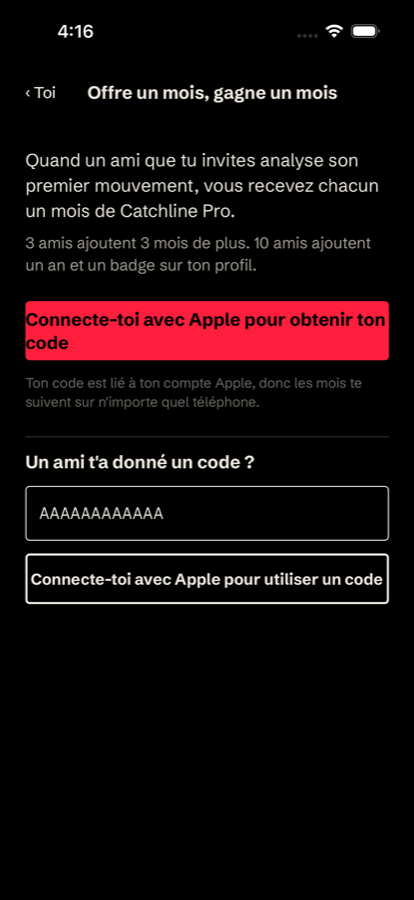 4:16
‹ Toi
Offre un mois, gagne un mois
Quand un ami que tu invites analyse son
premier mouvement, vous recevez chacun
un mois de Catchline Pro.
3 amis ajoutent 3 mois de plus. 10 amis ajoutent
un an et un badge sur ton profil.
Connecte-toi avec Apple pour obtenir ton
code
Ton code est lié à ton compte Apple, donc les mois te
suivent sur n'importe quel téléphone.
Un ami t'a donné un code ?
AAAAAAAAAAAA
Connecte-toi avec Apple pour utiliser un code